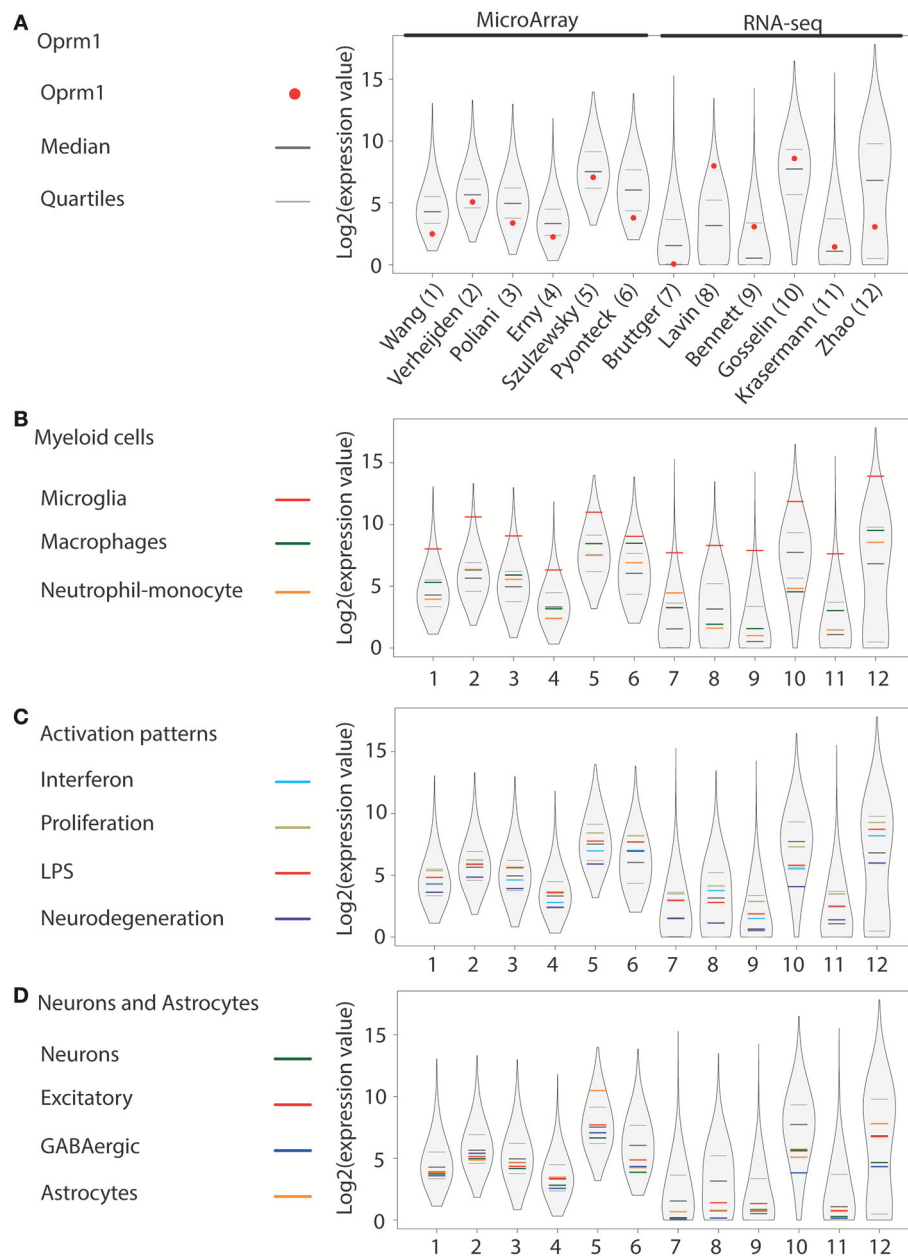 A
Oprm1
MicroArray
RNA-seq
Oprm1
Median
Quartiles
Log2(expression value)
15
10
5
0
Wang (1)
Verheijden (2)
Poliani (3)
Erny (4)
Szulzewsky (5)
Pyonteck (6)
Bruttger (7)
Lavin (8)
Bennett (9)
Gosselin (10)
Krasermann (11)
Zhao (12)
B
Myeloid cells
Microglia
Macrophages
Neutrophil-monocyte
Log2(expression value)
15
10
5
0
1 2 3 4 5 6 7 8 9 10 11 12
C
Activation patterns
Interferon
Proliferation
LPS
Neurodegeneration
Log2(expression value)
15
10
5
0
1 2 3 4 5 6 7 8 9 10 11 12
D
Neurons and Astrocytes
Neurons
Excitatory
GABAergic
Astrocytes
Log2(expression value)
15
10
5
0
1 2 3 4 5 6 7 8 9 10 11 12